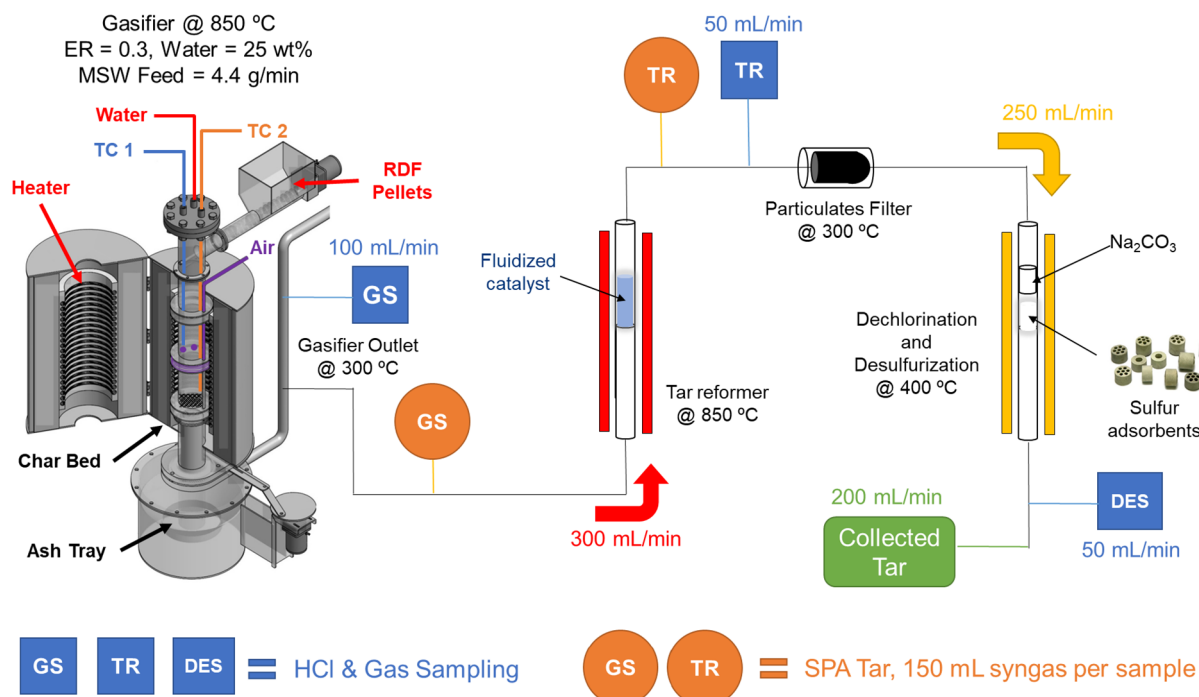 Gasifier @ 850 ºC
ER = 0.3, Water = 25 wt%
MSW Feed = 4.4 g/min
Water
TC 2
TC 1
RDF
Pellets
Heater
Air
100 mL/min
GS
Gasifier Outlet
@ 300 ºC
GS
Char Bed
Ash Tray
50 mL/min
TR
TR
Particulates Filter
@ 300 ºC
Fluidized
catalyst
Tar reformer
@ 850 ºC
300 mL/min
250 mL/min
Na₂CO₃
Dechlorination
and
Desulfurization
@ 400 ºC
Sulfur
adsorbents
200 mL/min
Collected
Tar
DES
50 mL/min
GS TR DES = HCl & Gas Sampling
GS TR = SPA Tar, 150 mL syngas per sample